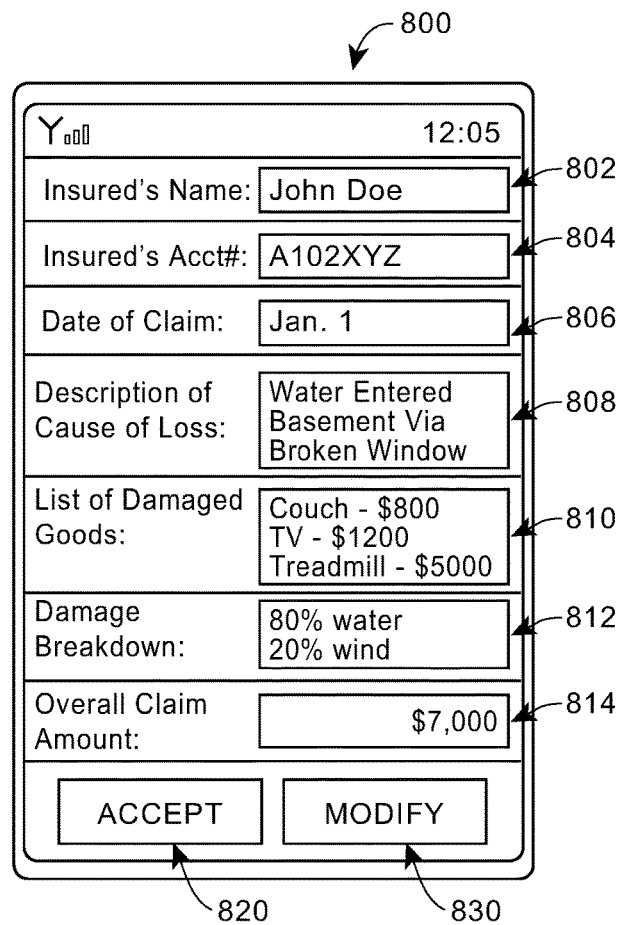 800
12:05
Insured's Name: John Doe 802
Insured's Acct#: A102XYZ 804
Date of Claim: Jan. 1 806
Description of
Cause of Loss:
Water Entered
Basement Via
Broken Window
808
List of Damaged
Goods:
Couch - $800
TV - $1200
Treadmill - $5000
810
Damage
Breakdown:
80% water
20% wind
812
Overall Claim
Amount:
$7,000
814
ACCEPT MODIFY
820 830